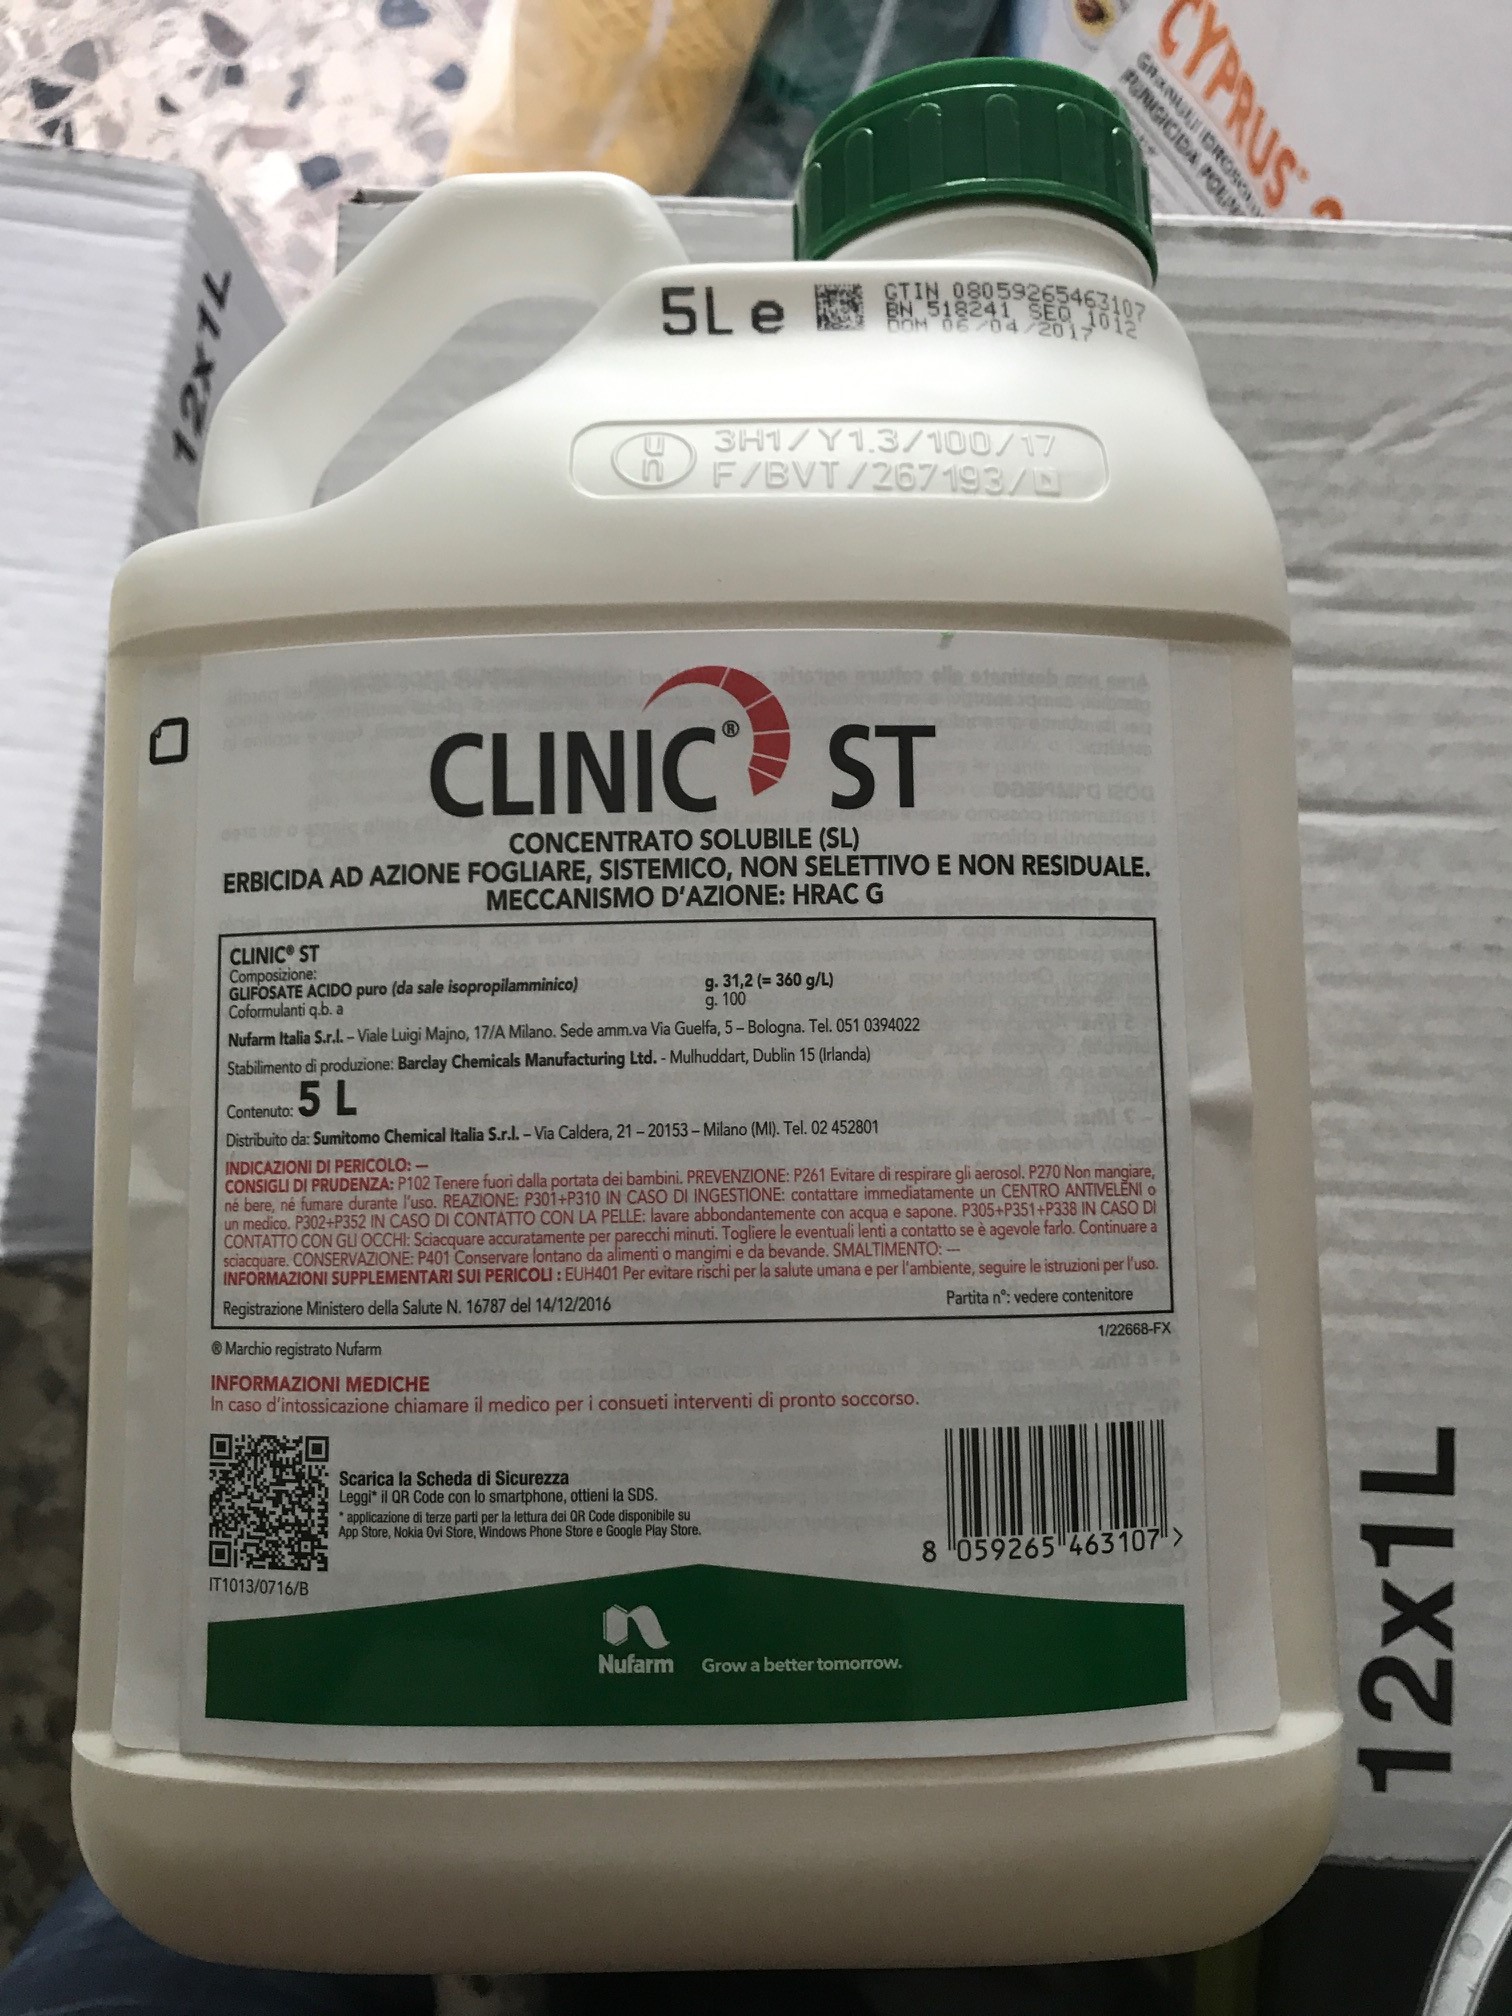 CYPRUS®
12x1L
5L e
GTIN 08059265463107
BN 518241 SEQ 1012
DOM 06/04/2017
un
3H1/Y1.3/100/17
F/BVT/267193/
CLINIC® ST
CONCENTRATO SOLUBILE (SL)
ERBICIDA AD AZIONE FOGLIARE, SISTEMICO, NON SELETTIVO E NON RESIDUALE.
MECCANISMO D'AZIONE: HRAC G
CLINIC® ST
Composizione:
GLIFOSATE ACIDO puro (da sale isopropilamminico) g. 31,2 (= 360 g/L)
Coformulanti q.b. a g. 100
Nufarm Italia S.r.l. – Viale Luigi Majno, 17/A Milano. Sede amm.va Via Guelfa, 5 – Bologna. Tel. 051 0394022
Stabilimento di produzione: Barclay Chemicals Manufacturing Ltd. - Mulhuddart, Dublin 15 (Irlanda)
Contenuto: 5 L
Distribuito da: Sumitomo Chemical Italia S.r.l. – Via Caldera, 21 – 20153 – Milano (MI). Tel. 02 452801
INDICAZIONI DI PERICOLO: —
CONSIGLI DI PRUDENZA: P102 Tenere fuori dalla portata dei bambini. PREVENZIONE: P261 Evitare di respirare gli aerosol. P270 Non mangiare,
né bere, né fumare durante l'uso. REAZIONE: P301+P310 IN CASO DI INGESTIONE: contattare immediatamente un CENTRO ANTIVELENI o
un medico. P302+P352 IN CASO DI CONTATTO CON LA PELLE: lavare abbondantemente con acqua e sapone. P305+P351+P338 IN CASO DI
CONTATTO CON GLI OCCHI: Sciacquare accuratamente per parecchi minuti. Togliere le eventuali lenti a contatto se è agevole farlo. Continuare a
sciacquare. CONSERVAZIONE: P401 Conservare lontano da alimenti o mangimi e da bevande. SMALTIMENTO: —
INFORMAZIONI SUPPLEMENTARI SUI PERICOLI : EUH401 Per evitare rischi per la salute umana e per l'ambiente, seguire le istruzioni per l'uso.
Registrazione Ministero della Salute N. 16787 del 14/12/2016 Partita n°: vedere contenitore
1/22668-FX
® Marchio registrato Nufarm
INFORMAZIONI MEDICHE
In caso d'intossicazione chiamare il medico per i consueti interventi di pronto soccorso.
Scarica la Scheda di Sicurezza
Leggi* il QR Code con lo smartphone, ottieni la SDS.
* applicazione di terze parti per la lettura dei QR Code disponibile su
App Store, Nokia Ovi Store, Windows Phone Store e Google Play Store.
IT1013/0716/B
8 059265 463107 >
Nufarm Grow a better tomorrow.
12x1L